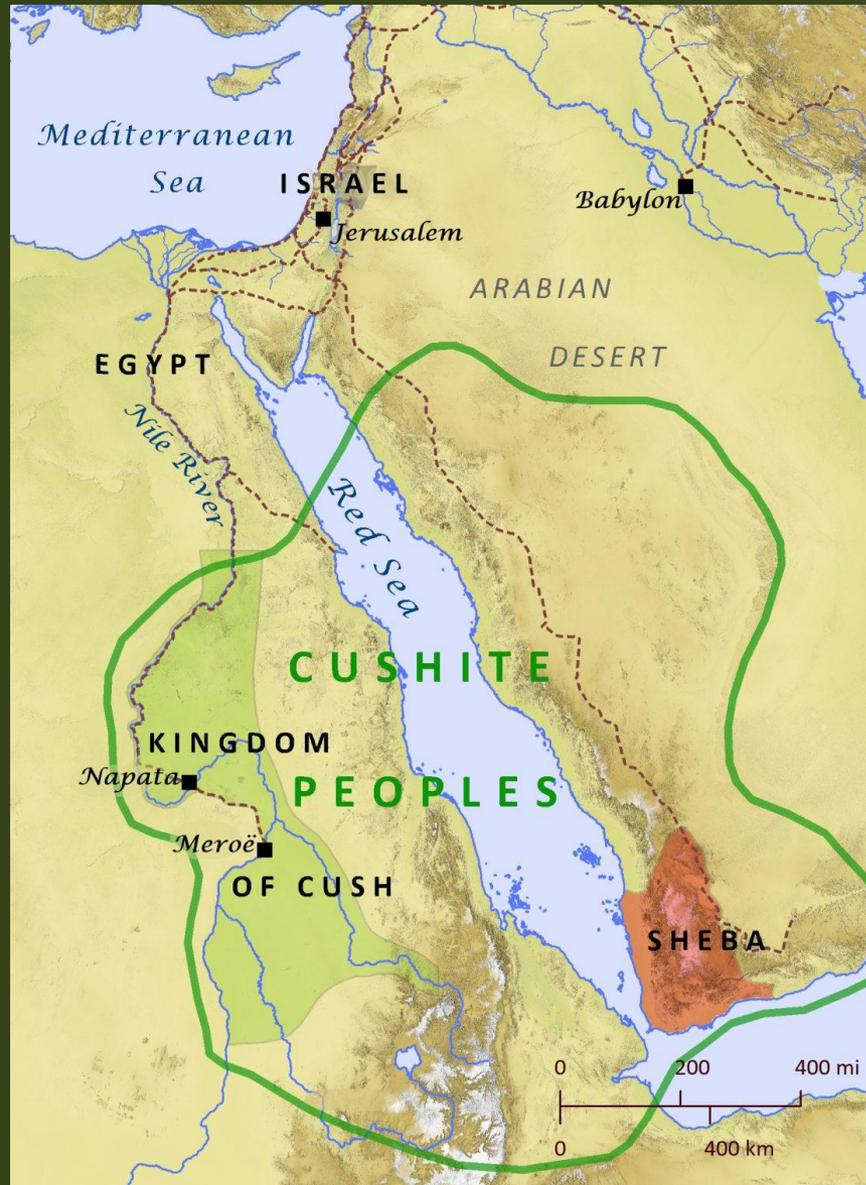 Mediterranean
Sea
ISRAEL
Jerusalem
Babylon
ARABIAN
DESERT
EGYPT
Nile River
Red Sea
CUSHITE
KINGDOM
Napata
PEOPLES
Meroë
OF CUSH
SHEBA
0 200 400 mi
0 400 km